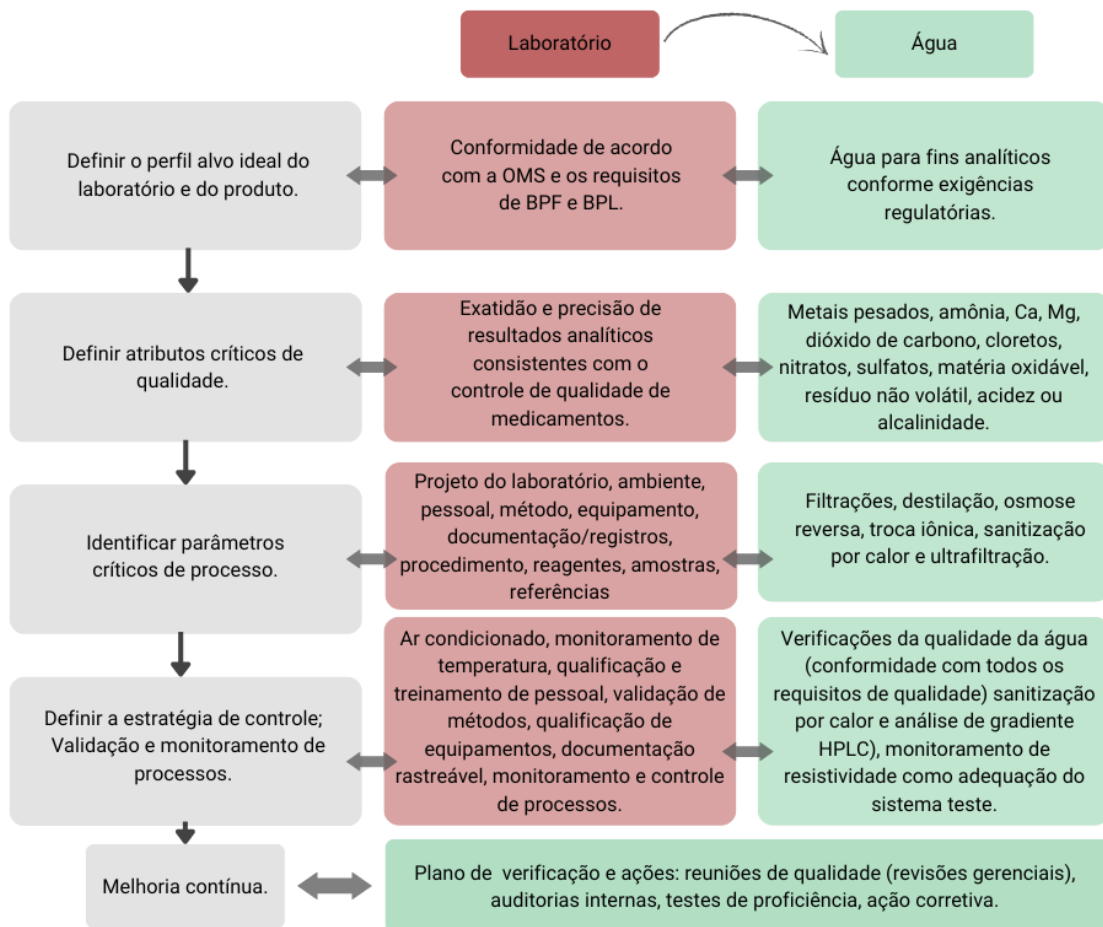 Laboratório
Água
Definir o perfil alvo ideal do
laboratório e do produto.
Conformidade de acordo
com a OMS e os requisitos
de BPF e BPL.
Água para fins analíticos
conforme exigências
regulatórias.
Definir atributos críticos de
qualidade.
Exatidão e precisão de
resultados analíticos
consistentes com o
controle de qualidade de
medicamentos.
Metais pesados, amônia, Ca, Mg,
dióxido de carbono, cloretos,
nitratos, sulfatos, matéria oxidável,
resíduo não volátil, acidez ou
alcalinidade.
Identificar parâmetros
críticos de processo.
Projeto do laboratório, ambiente,
pessoal, método, equipamento,
documentação/registros,
procedimento, reagentes, amostras,
referências
Filtrações, destilação, osmose
reversa, troca iônica, sanitização
por calor e ultrafiltração.
Definir a estratégia de controle;
Validação e monitoramento de
processos.
Ar condicionado, monitoramento de
temperatura, qualificação e
treinamento de pessoal, validação de
métodos, qualificação de
equipamentos, documentação
rastreável, monitoramento e controle
de processos.
Verificações da qualidade da água
(conformidade com todos os
requisitos de qualidade) sanitização
por calor e análise de gradiente
HPLC), monitoramento de
resistividade como adequação do
sistema teste.
Melhoria contínua.
Plano de verificação e ações: reuniões de qualidade (revisões gerenciais),
auditorias internas, testes de proficiência, ação corretiva.